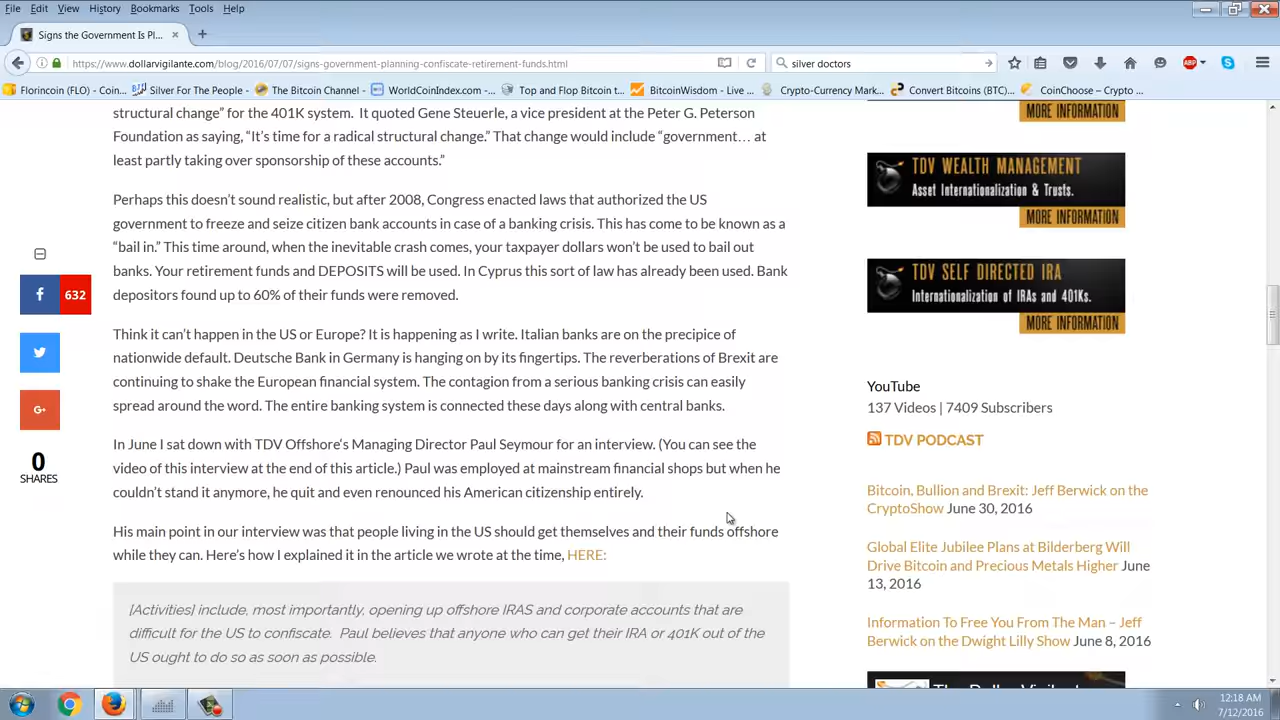 File Edit View History Bookmarks Tools Help
Signs the Government Is Pl...
https://www.dollarvigilante.com/blog/2016/07/07/signs-government-planning-confiscate-retirement-funds.html
silver doctors
ABP
Florincoin (FLO) - Coin...
Silver For The People - ...
The Bitcoin Channel - ...
WorldCoinIndex.com -...
Top and Flop Bitcoin t...
BitcoinWisdom - Live ...
Crypto-Currency Mark...
Convert Bitcoins (BTC)...
CoinChoose – Crypto ...
structural change” for the 401K system. It quoted Gene Steuerle, a vice president at the Peter G. Peterson
Foundation as saying, “It’s time for a radical structural change.” That change would include “government… at
least partly taking over sponsorship of these accounts.”
Perhaps this doesn’t sound realistic, but after 2008, Congress enacted laws that authorized the US
government to freeze and seize citizen bank accounts in case of a banking crisis. This has come to be known as a
“bail in.” This time around, when the inevitable crash comes, your taxpayer dollars won’t be used to bail out
banks. Your retirement funds and DEPOSITS will be used. In Cyprus this sort of law has already been used. Bank
depositors found up to 60% of their funds were removed.
Think it can’t happen in the US or Europe? It is happening as I write. Italian banks are on the precipice of
nationwide default. Deutsche Bank in Germany is hanging on by its fingertips. The reverberations of Brexit are
continuing to shake the European financial system. The contagion from a serious banking crisis can easily
spread around the word. The entire banking system is connected these days along with central banks.
In June I sat down with TDV Offshore‘s Managing Director Paul Seymour for an interview. (You can see the
video of this interview at the end of this article.) Paul was employed at mainstream financial shops but when he
couldn’t stand it anymore, he quit and even renounced his American citizenship entirely.
His main point in our interview was that people living in the US should get themselves and their funds offshore
while they can. Here’s how I explained it in the article we wrote at the time, HERE:
[Activities] include, most importantly, opening up offshore IRAS and corporate accounts that are
difficult for the US to confiscate. Paul believes that anyone who can get their IRA or 401K out of the
US ought to do so as soon as possible.
632
G+
0
SHARES
MORE INFORMATION
TDV WEALTH MANAGEMENT
Asset Internationalization & Trusts.
MORE INFORMATION
TDV SELF DIRECTED IRA
Internationalization of IRAs and 401Ks.
MORE INFORMATION
YouTube
137 Videos | 7409 Subscribers
TDV PODCAST
Bitcoin, Bullion and Brexit: Jeff Berwick on the
CryptoShow June 30, 2016
Global Elite Jubilee Plans at Bilderberg Will
Drive Bitcoin and Precious Metals Higher June
13, 2016
Information To Free You From The Man – Jeff
Berwick on the Dwight Lilly Show June 8, 2016
12:18 AM
7/12/2016